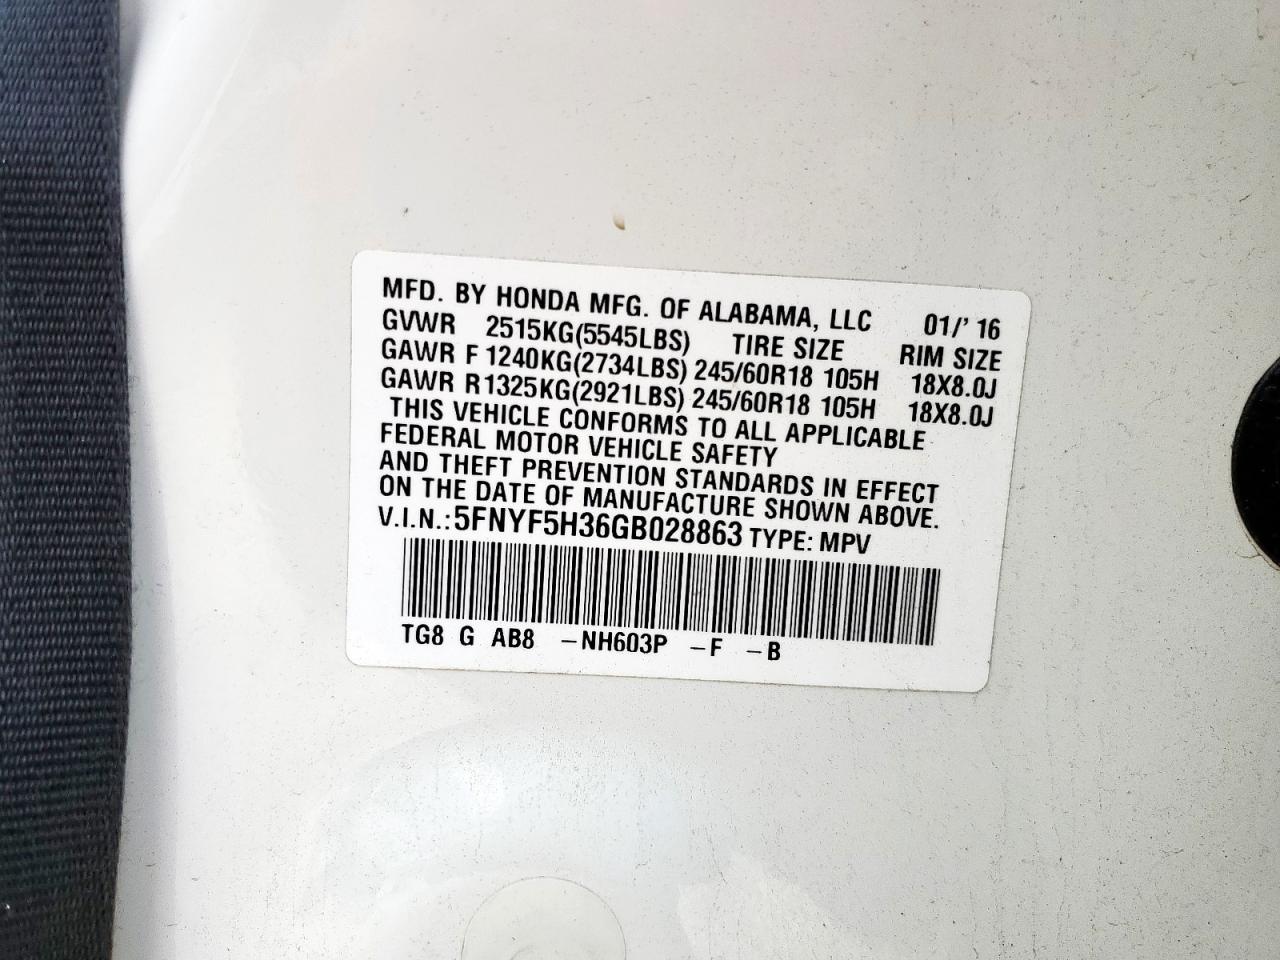 MFD. BY HONDA MFG. OF ALABAMA, LLC 01/'16
GVWR 2515KG(5545LBS) TIRE SIZE RIM SIZE
GAWR F 1240KG(2734LBS) 245/60R18 105H 18X8.0J
GAWR R 1325KG(2921LBS) 245/60R18 105H 18X8.0J
THIS VEHICLE CONFORMS TO ALL APPLICABLE
FEDERAL MOTOR VEHICLE SAFETY
AND THEFT PREVENTION STANDARDS IN EFFECT
ON THE DATE OF MANUFACTURE SHOWN ABOVE.
V.I.N.: 5FNYF5H36GB028863 TYPE: MPV
TG8 G AB8 -NH603P -F -B